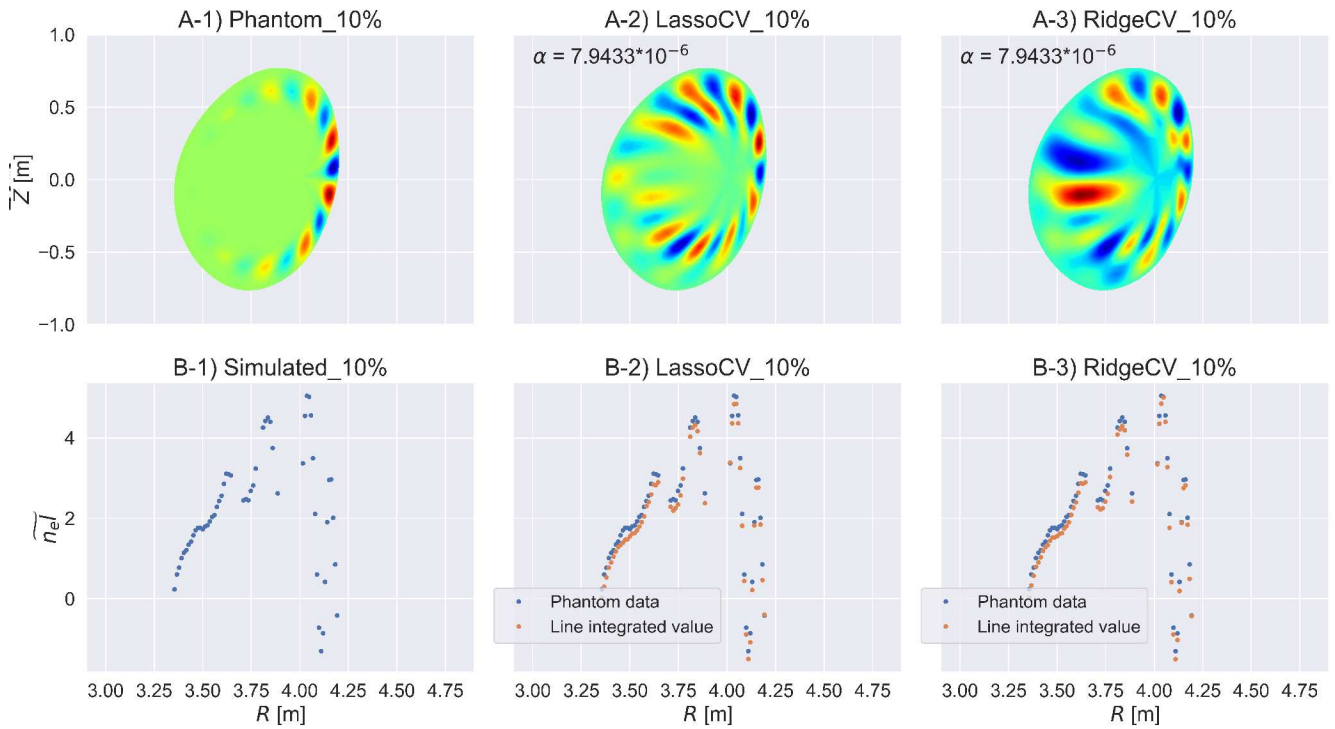 A-1) Phantom_10%
A-2) LassoCV_10%
A-3) RidgeCV_10%
1.0
0.5
0.0
−0.5
−1.0
Z̃ [m]
α = 7.9433*10⁻⁶
α = 7.9433*10⁻⁶
B-1) Simulated_10%
B-2) LassoCV_10%
B-3) RidgeCV_10%
4
2
0
ñₑl
Phantom data
Line integrated value
Phantom data
Line integrated value
3.00 3.25 3.50 3.75 4.00 4.25 4.50 4.75
3.00 3.25 3.50 3.75 4.00 4.25 4.50 4.75
3.00 3.25 3.50 3.75 4.00 4.25 4.50 4.75
R [m]
R [m]
R [m]